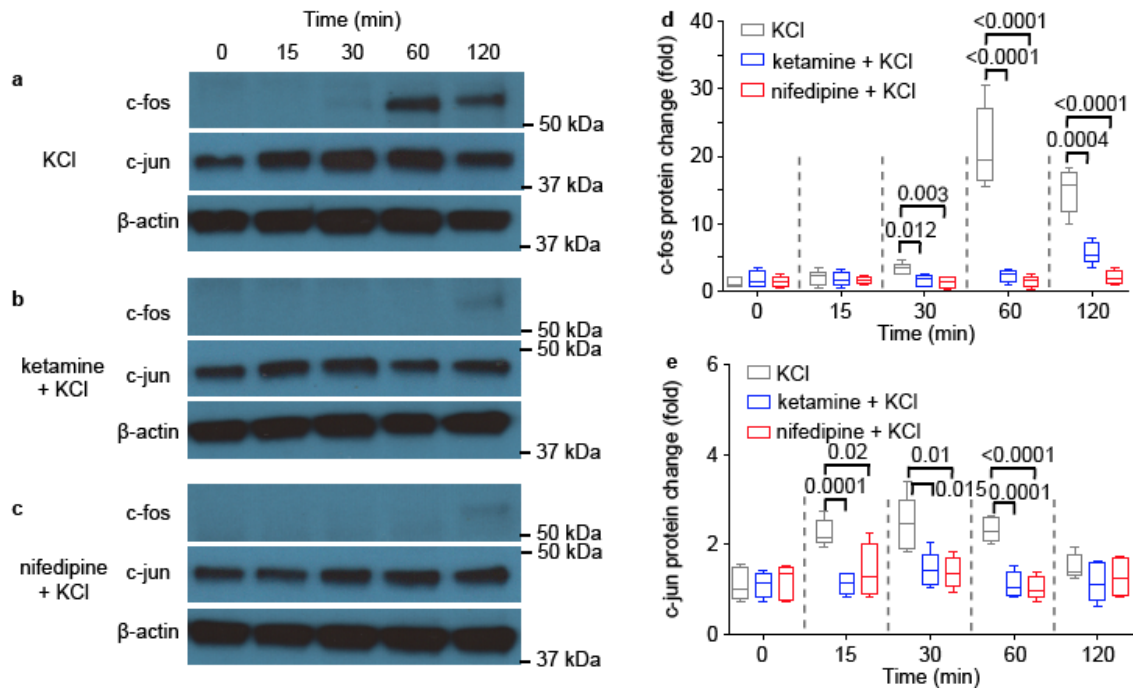 Time (min)
0 15 30 60 120
a
KCl
c-fos
50 kDa
c-jun
37 kDa
β-actin
37 kDa
b
ketamine
+ KCl
c-fos
50 kDa
50 kDa
c-jun
β-actin
37 kDa
c
nifedipine
+ KCl
c-fos
50 kDa
50 kDa
c-jun
β-actin
37 kDa
d
c-fos protein change (fold)
40
30
20
10
0
KCl
ketamine + KCl
nifedipine + KCl
0.003
0.012
<0.0001
<0.0001
<0.0001
0.0004
0 15 30 60 120
Time (min)
e
c-jun protein change (fold)
6
4
2
0
KCl
ketamine + KCl
nifedipine + KCl
0.02
0.0001
0.01
0.015
<0.0001
0.0001
0 15 30 60 120
Time (min)